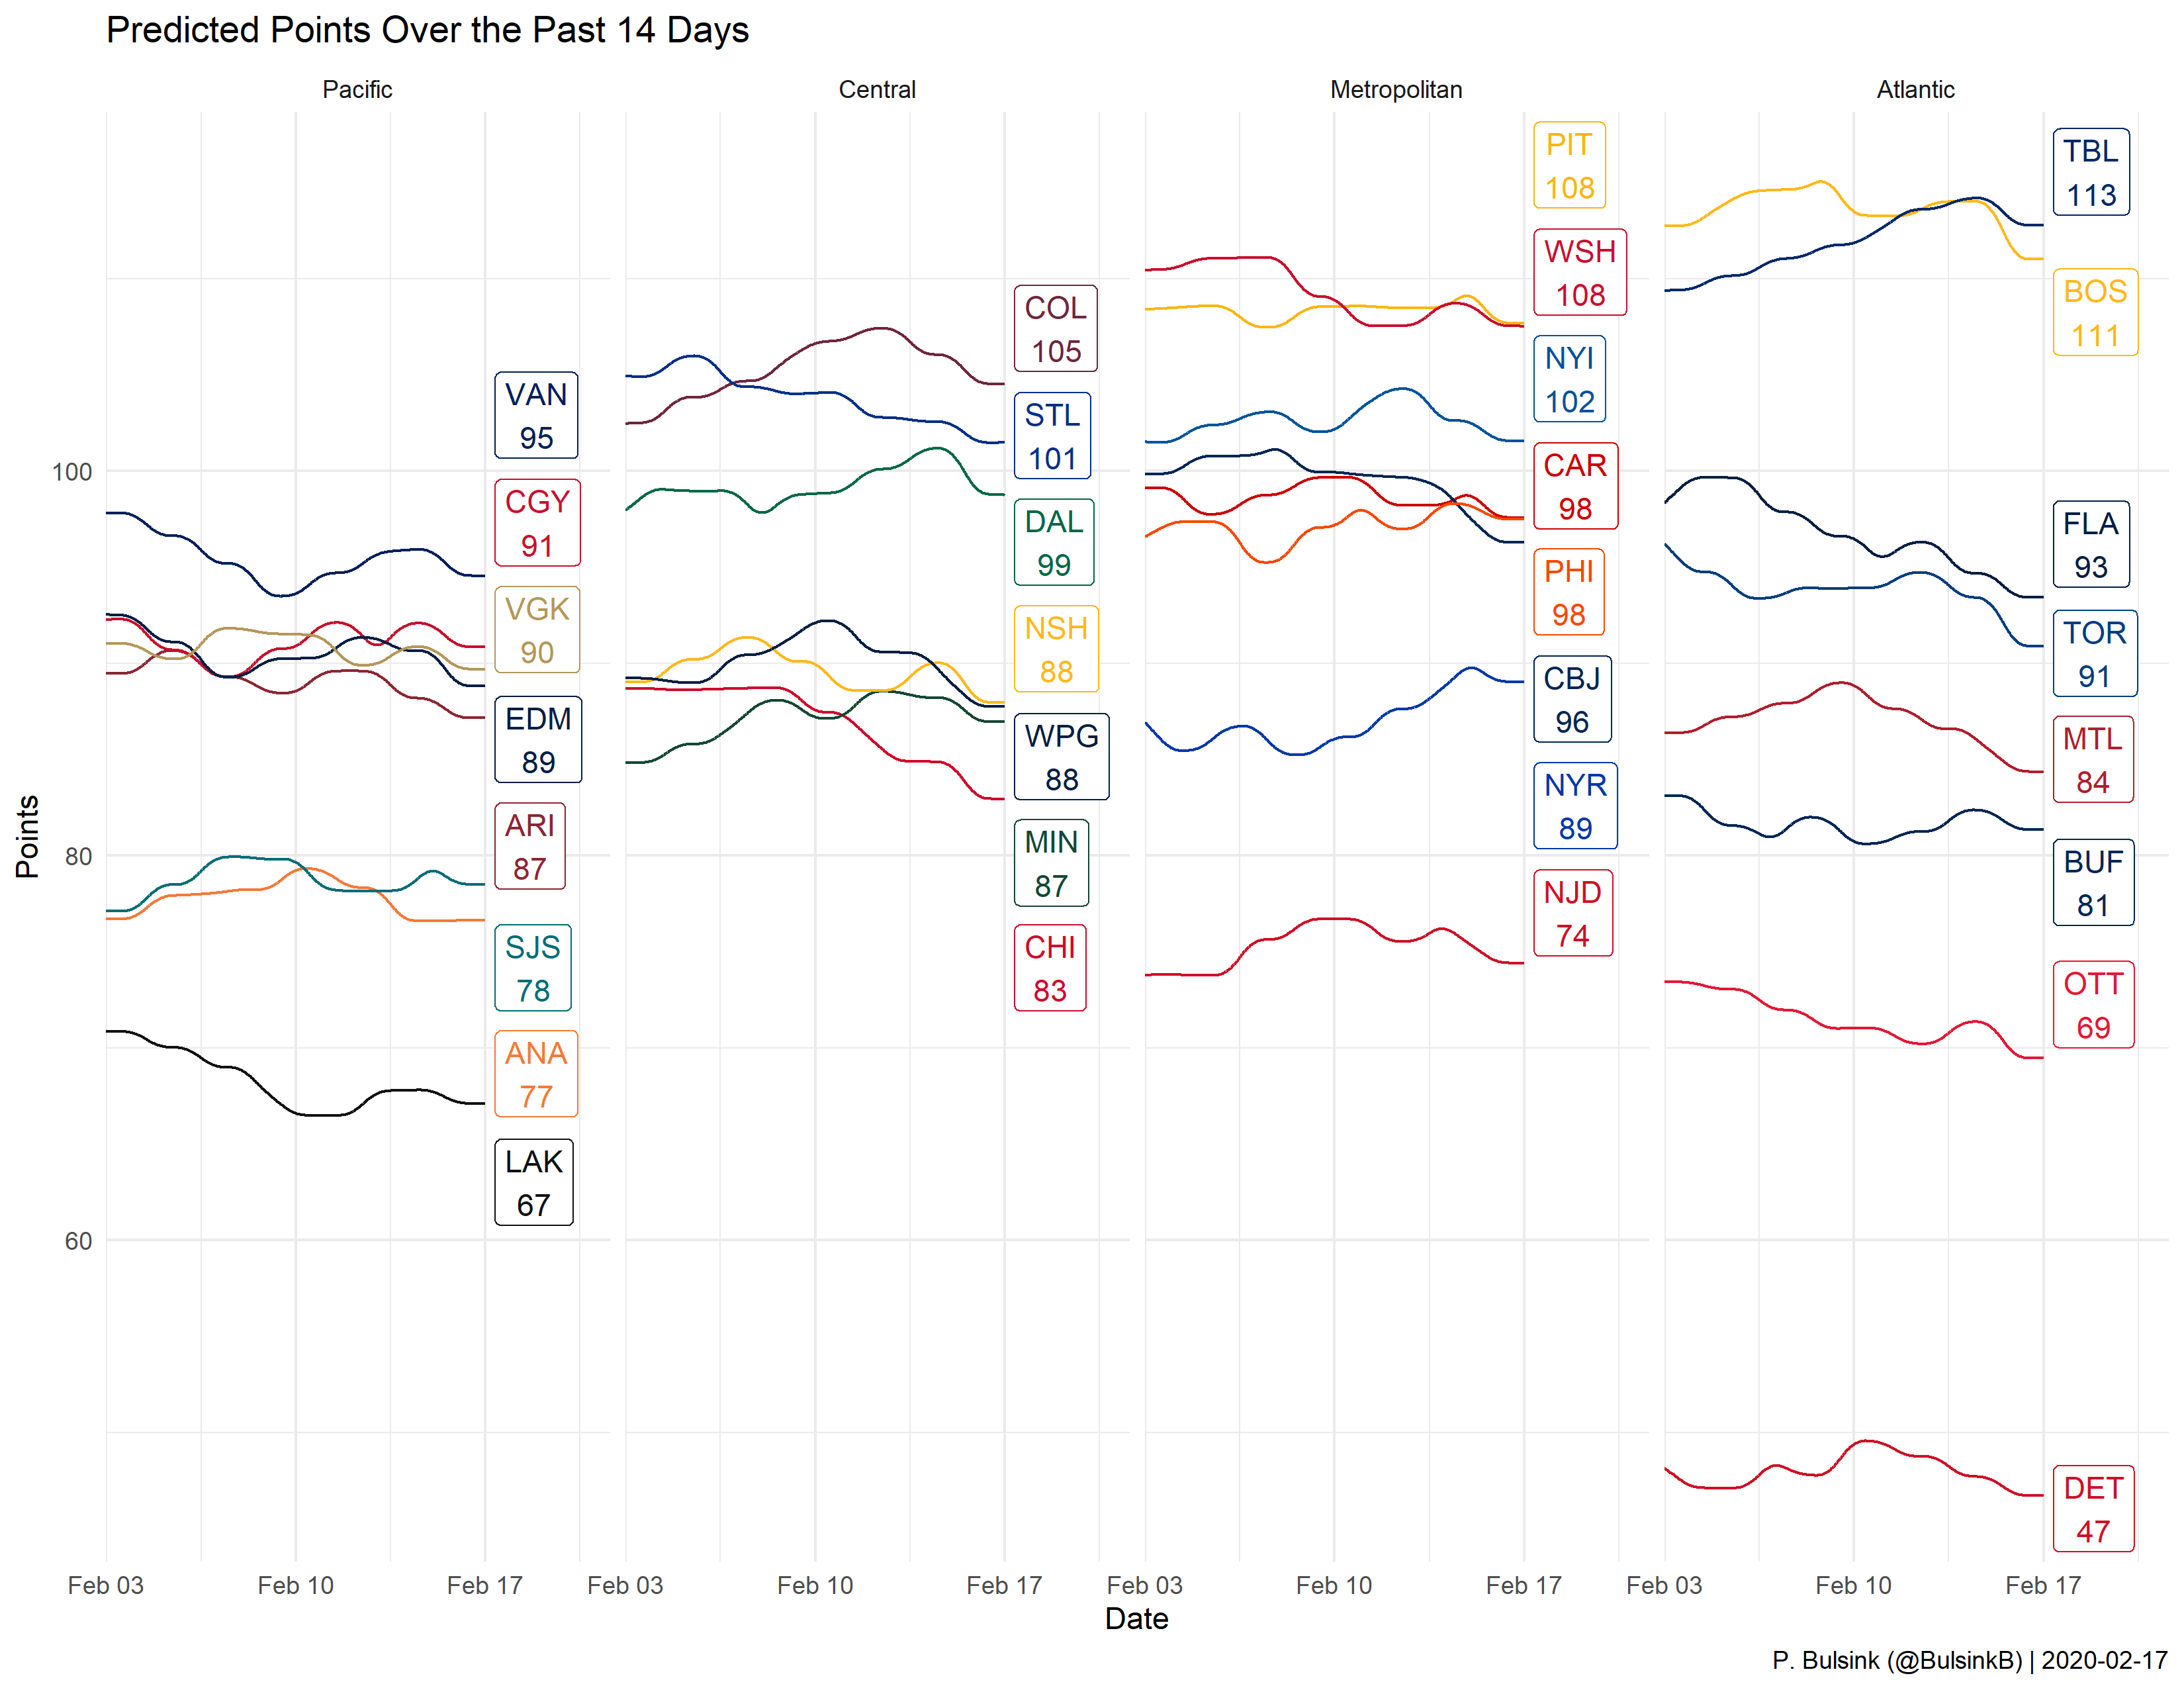 Predicted Points Over the Past 14 Days
Pacific
Central
Metropolitan
Atlantic
Points
100
80
60
VAN
95
CGY
91
VGK
90
EDM
89
ARI
87
SJS
78
ANA
77
LAK
67
COL
105
STL
101
DAL
99
NSH
88
WPG
88
MIN
87
CHI
83
PIT
108
WSH
108
NYI
102
CAR
98
PHI
98
CBJ
96
NYR
89
NJD
74
TBL
113
BOS
111
FLA
93
TOR
91
MTL
84
BUF
81
OTT
69
DET
47
Feb 03 Feb 10 Feb 17 Feb 03 Feb 10 Feb 17 Feb 03 Feb 10 Feb 17 Feb 03 Feb 10 Feb 17
Date
P. Bulsink (@BulsinkB) | 2020-02-17